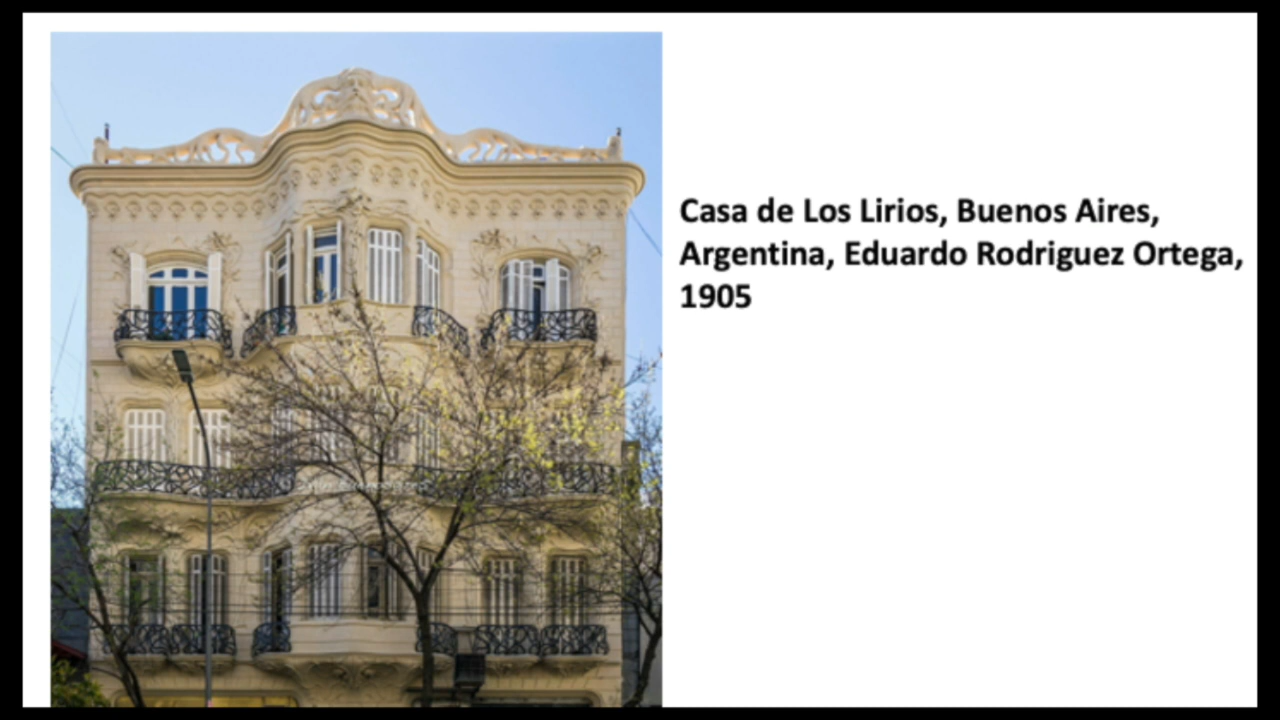 Casa de Los Lirios, Buenos Aires,
Argentina, Eduardo Rodriguez Ortega,
1905